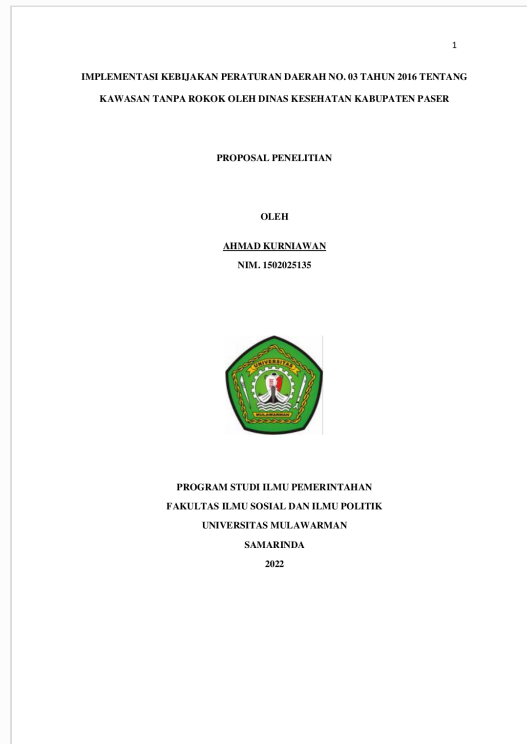 1
IMPLEMENTASI KEBIJAKAN PERATURAN DAERAH NO. 03 TAHUN 2016 TENTANG
KAWASAN TANPA ROKOK OLEH DINAS KESEHATAN KABUPATEN PASER
PROPOSAL PENELITIAN
OLEH
AHMAD KURNIAWAN
NIM. 1502025135
UNIVERSITAS
MULAWARMAN
PROGRAM STUDI ILMU PEMERINTAHAN
FAKULTAS ILMU SOSIAL DAN ILMU POLITIK
UNIVERSITAS MULAWARMAN
SAMARINDA
2022